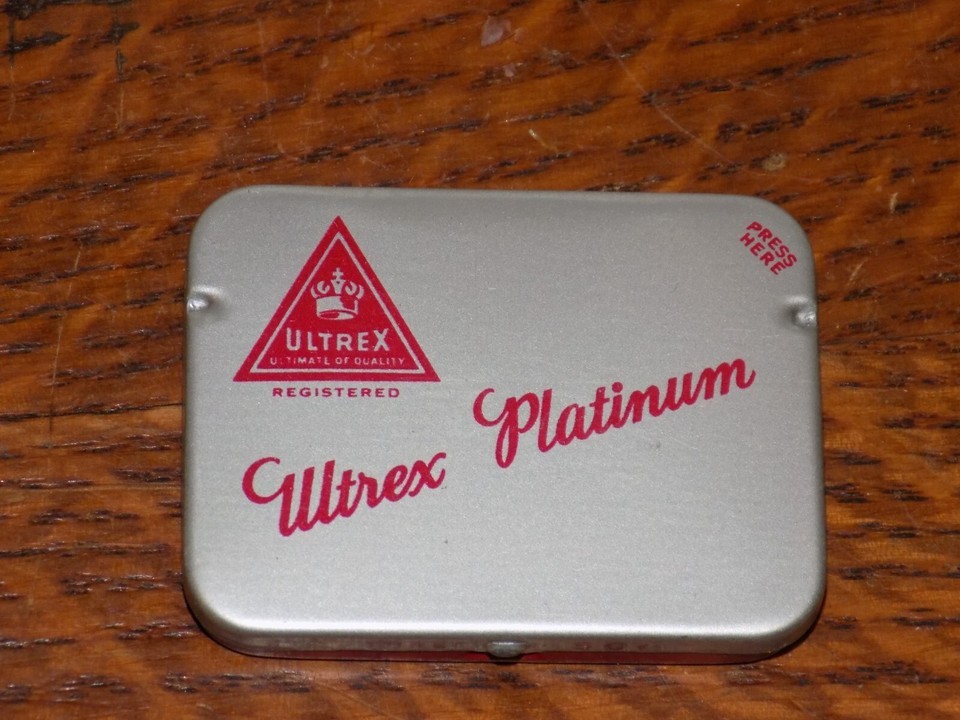 PRESS
HERE
ULTREX
ULTIMATE OF QUALITY
REGISTERED
Ultrex Platinum